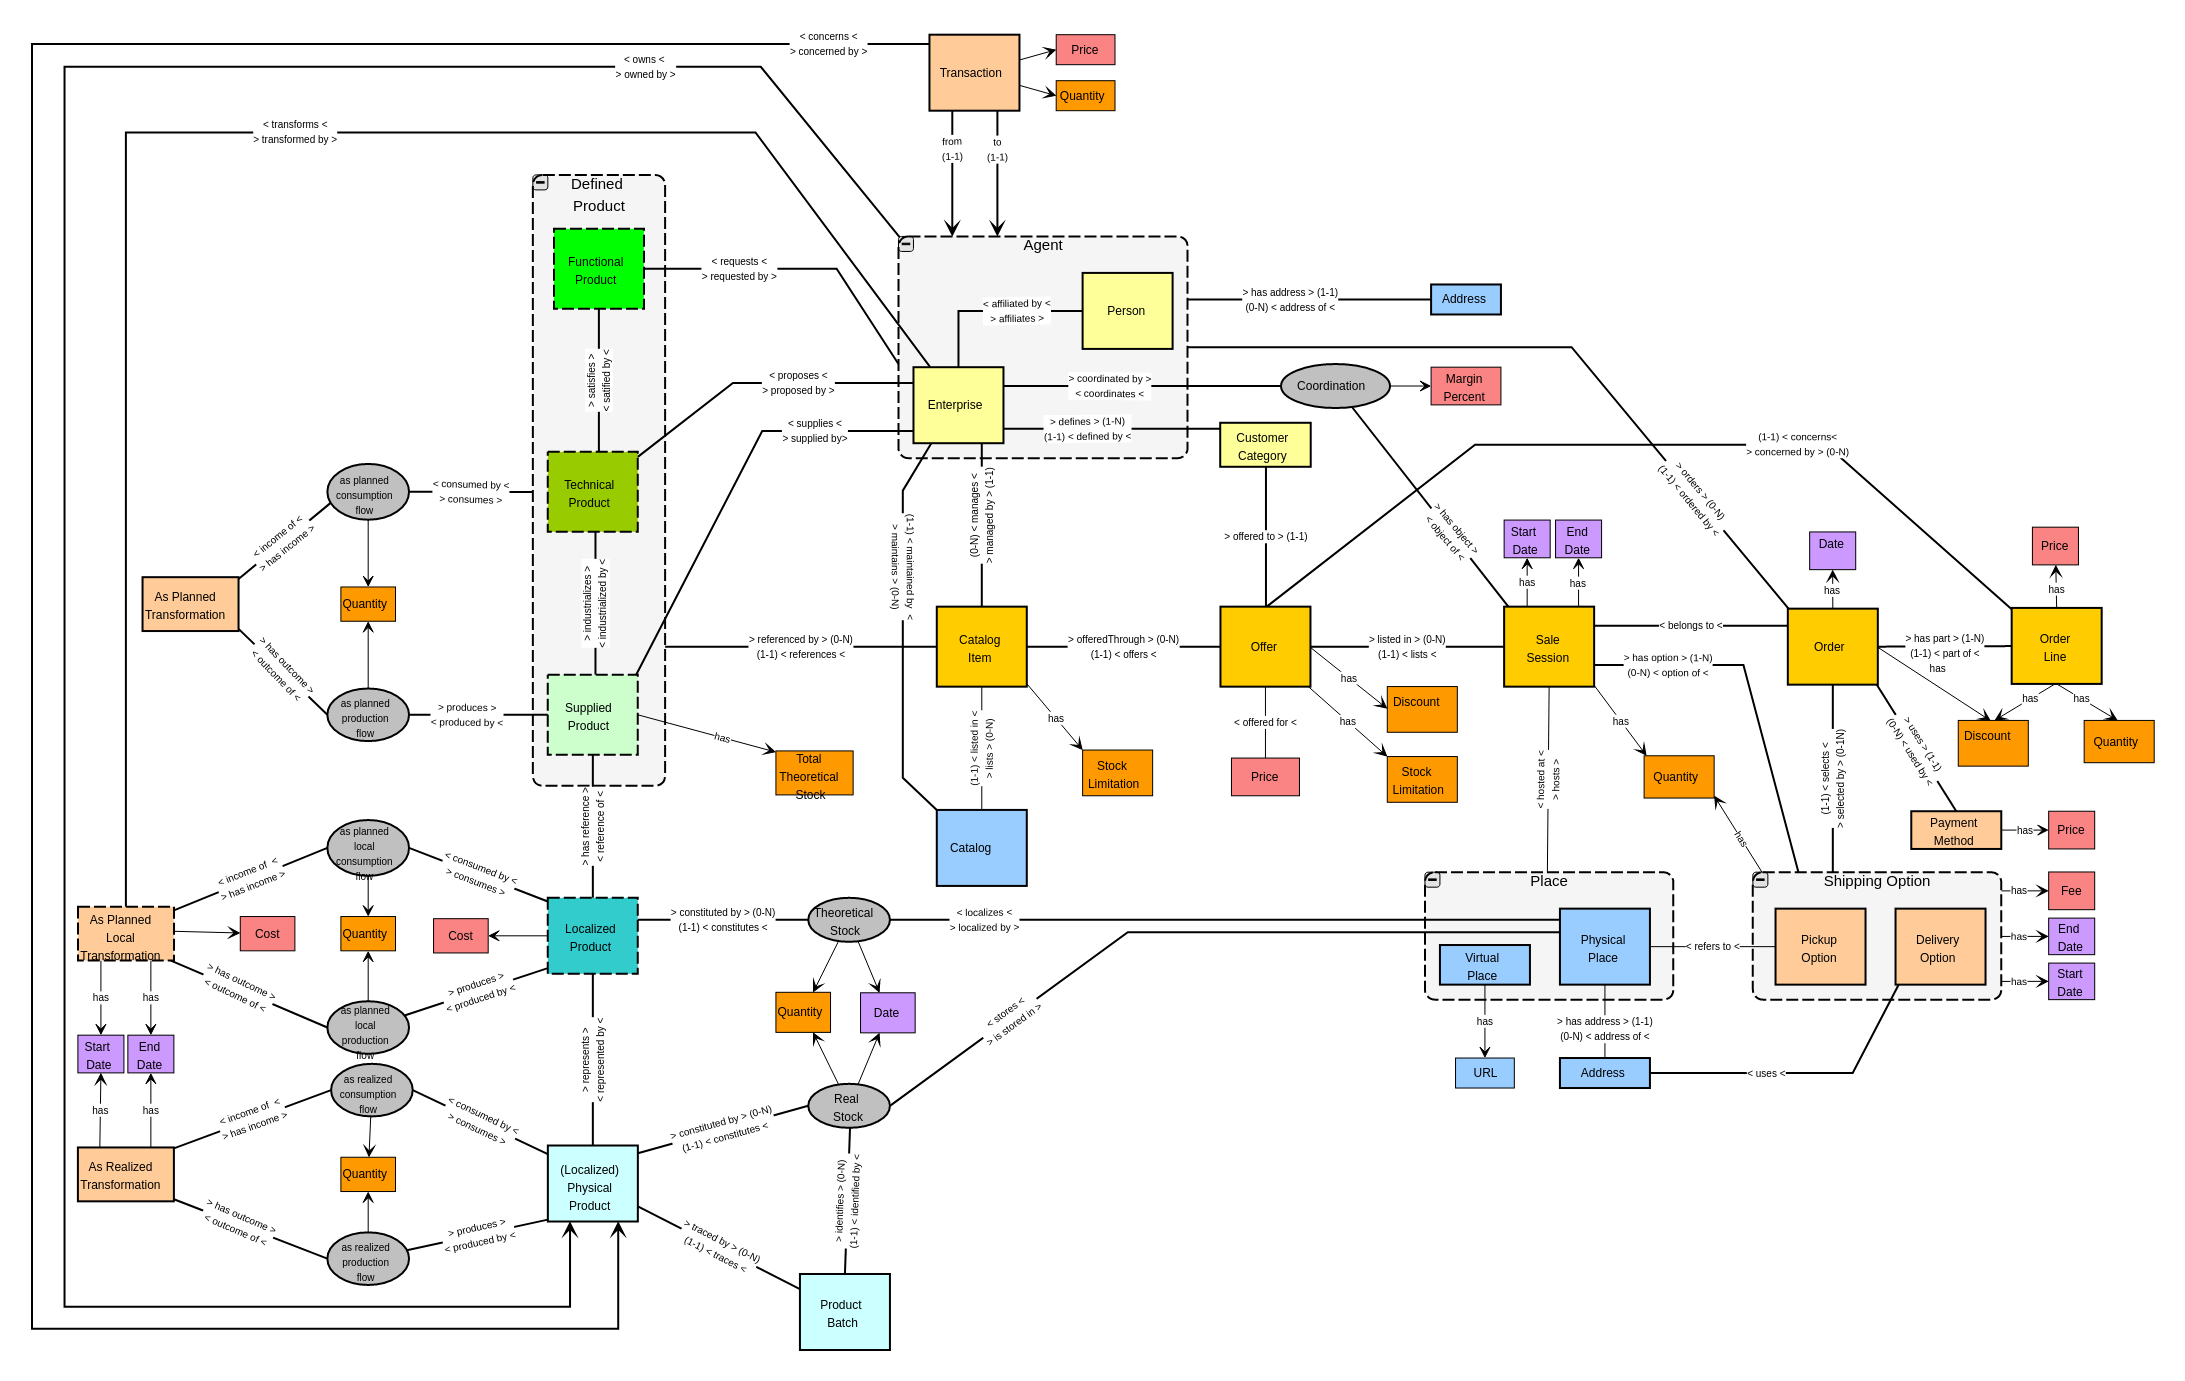 < concerns <
> concerned by >
< owns <
> owned by >
Transaction
Price
Quantity
< transforms <
> transformed by >
from
(1-1)
to
(1-1)
Defined
Product
Functional
Product
< requests <
> requested by >
Agent
Person
< affiliated by <
> affiliates >
> has address > (1-1)
(0-N) < address of <
Address
> satisfies >
< satified by <
< proposes <
> proposed by >
Enterprise
> coordinated by >
< coordinates <
Coordination
Margin
Percent
< supplies <
> supplied by>
> defines > (1-N)
(1-1) < defined by <
Customer
Category
(1-1) < concerns<
> concerned by > (0-N)
> orders > (0-N)
(1-1) < ordered by <
as planned
consumption
flow
< consumed by <
> consumes >
Technical
Product
(0-N) < manages <
> managed by > (1-1)
(1-1) < maintained by <
> maintains > (0-N)
> offered to > (1-1)
> has object >
< object of <
Start
Date
End
Date
Date
Price
< income of <
> has income >
As Planned
Transformation
Quantity
> industrializes >
< industrialized by <
has
has
has
has
> has outcome >
< outcome of <
> referenced by > (0-N)
(1-1) < references <
Catalog
Item
> offeredThrough > (0-N)
(1-1) < offers <
Offer
> listed in > (0-N)
(1-1) < lists <
Sale
Session
< belongs to <
> has option > (1-N)
(0-N) < option of <
Order
> has part > (1-N)
(1-1) < part of <
has
Order
Line
as planned
production
flow
> produces >
< produced by <
Supplied
Product
has
Total
Theoretical
Stock
(1-1) < listed in <
> lists > (0-N)
has
Stock
Limitation
< offered for <
Price
has
Discount
has
Stock
Limitation
< hosted at <
> hosts >
has
Quantity
has
(1-1) < selects <
> selected by > (0-1N)
> uses > (1-1)
(0-N) < used by <
has
has
Discount
Quantity
Payment
Method
has
Price
> has reference >
< reference of <
Catalog
as planned
local
consumption
flow
< income of  <
> has income >
< consumed by <
> consumes >
As Planned
Local
Transformation
Cost
Quantity
Cost
Localized
Product
> constituted by > (0-N)
(1-1) < constitutes <
Theoretical
Stock
< localizes <
> localized by >
Place
Virtual
Place
Physical
Place
< refers to <
Shipping Option
Pickup
Option
Delivery
Option
has
Fee
has
End
Date
has
Start
Date
has
has
> has outcome >
< outcome of <
> produces >
< produced by <
as planned
local
production
flow
Quantity
Date
< stores <
> is stored in >
has
URL
> has address > (1-1)
(0-N) < address of <
Address
< uses <
Start
Date
End
Date
has
has
> represents >
< represented by <
as realized
consumption
flow
< income of  <
> has income >
< consumed by <
> consumes >
> constituted by > (0-N)
(1-1) < constitutes <
Real
Stock
As Realized
Transformation
Quantity
(Localized)
Physical
Product
> identifies > (0-N)
(1-1) < identified by <
> has outcome >
< outcome of <
as realized
production
flow
> produces >
< produced by <
> traced by > (0-N)
(1-1) < traces <
Product
Batch